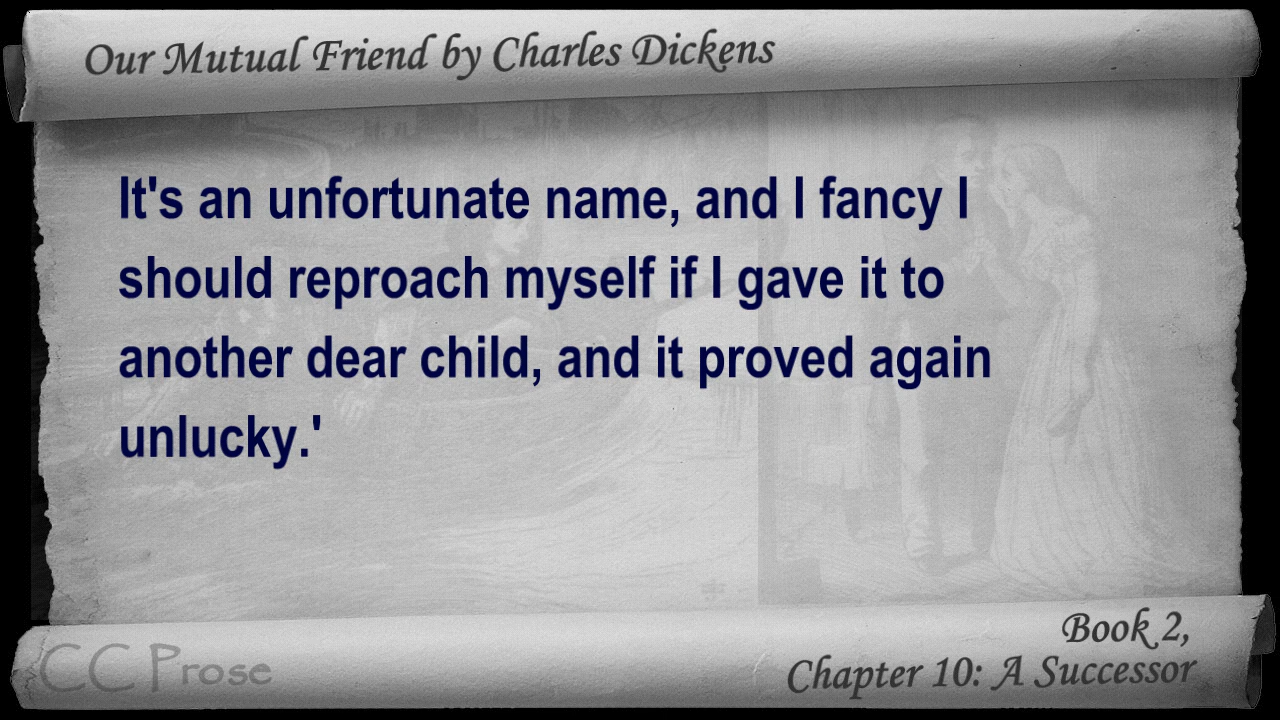 Our Mutual Friend by Charles Dickens
It's an unfortunate name, and I fancy I
should reproach myself if I gave it to
another dear child, and it proved again
unlucky.'
Book 2,
CC Prose
Chapter 10: A Successor